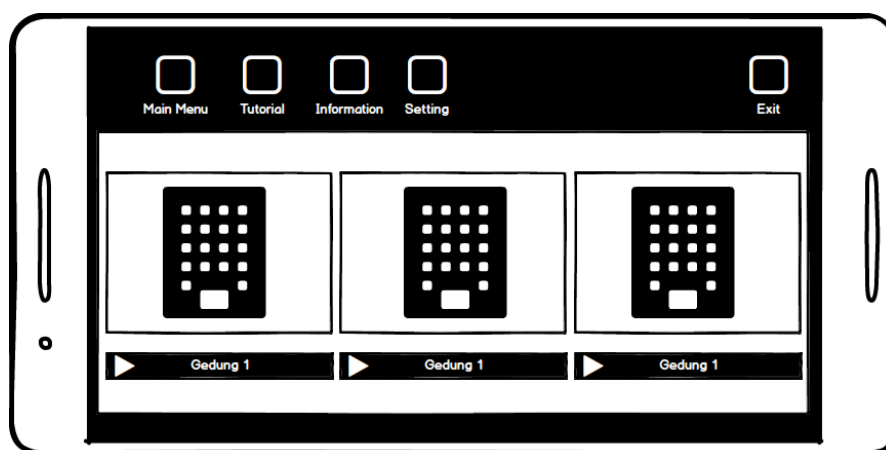 Main Menu Tutorial Information Setting Exit
Gedung 1 Gedung 1 Gedung 1